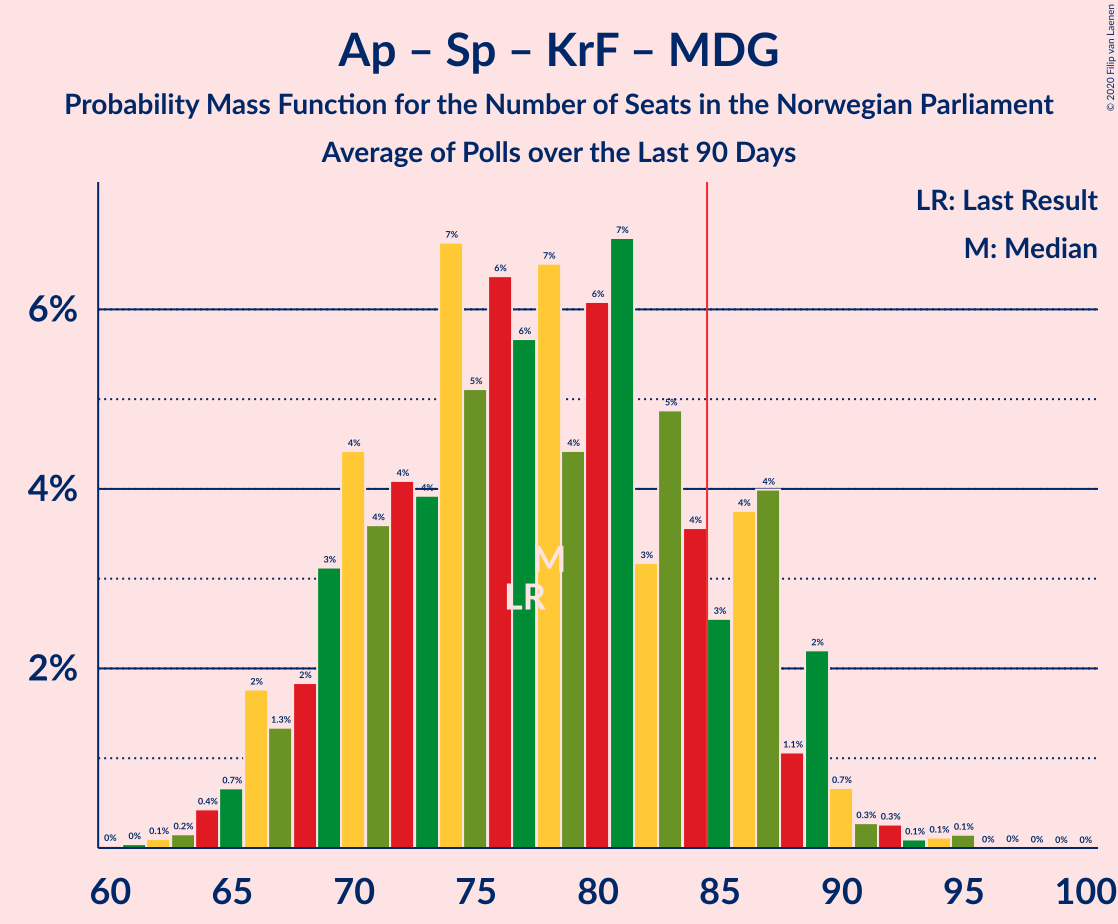 Ap – Sp – KrF – MDG
Probability Mass Function for the Number of Seats in the Norwegian Parliament
Average of Polls over the Last 90 Days
© 2020 Filip van Laenen
LR: Last Result
M: Median
6%
4%
2%
0% 0% 0.1% 0.2% 0.4% 0.7% 2% 1.3% 2% 3% 4% 4% 4% 4% 7% 5% 6% 6% 7% 4% 6% 7% 3% 5% 4% 3% 4% 4% 1.1% 2% 0.7% 0.3% 0.3% 0.1% 0.1% 0.1% 0% 0% 0% 0% 0%
M
LR
60 65 70 75 80 85 90 95 100